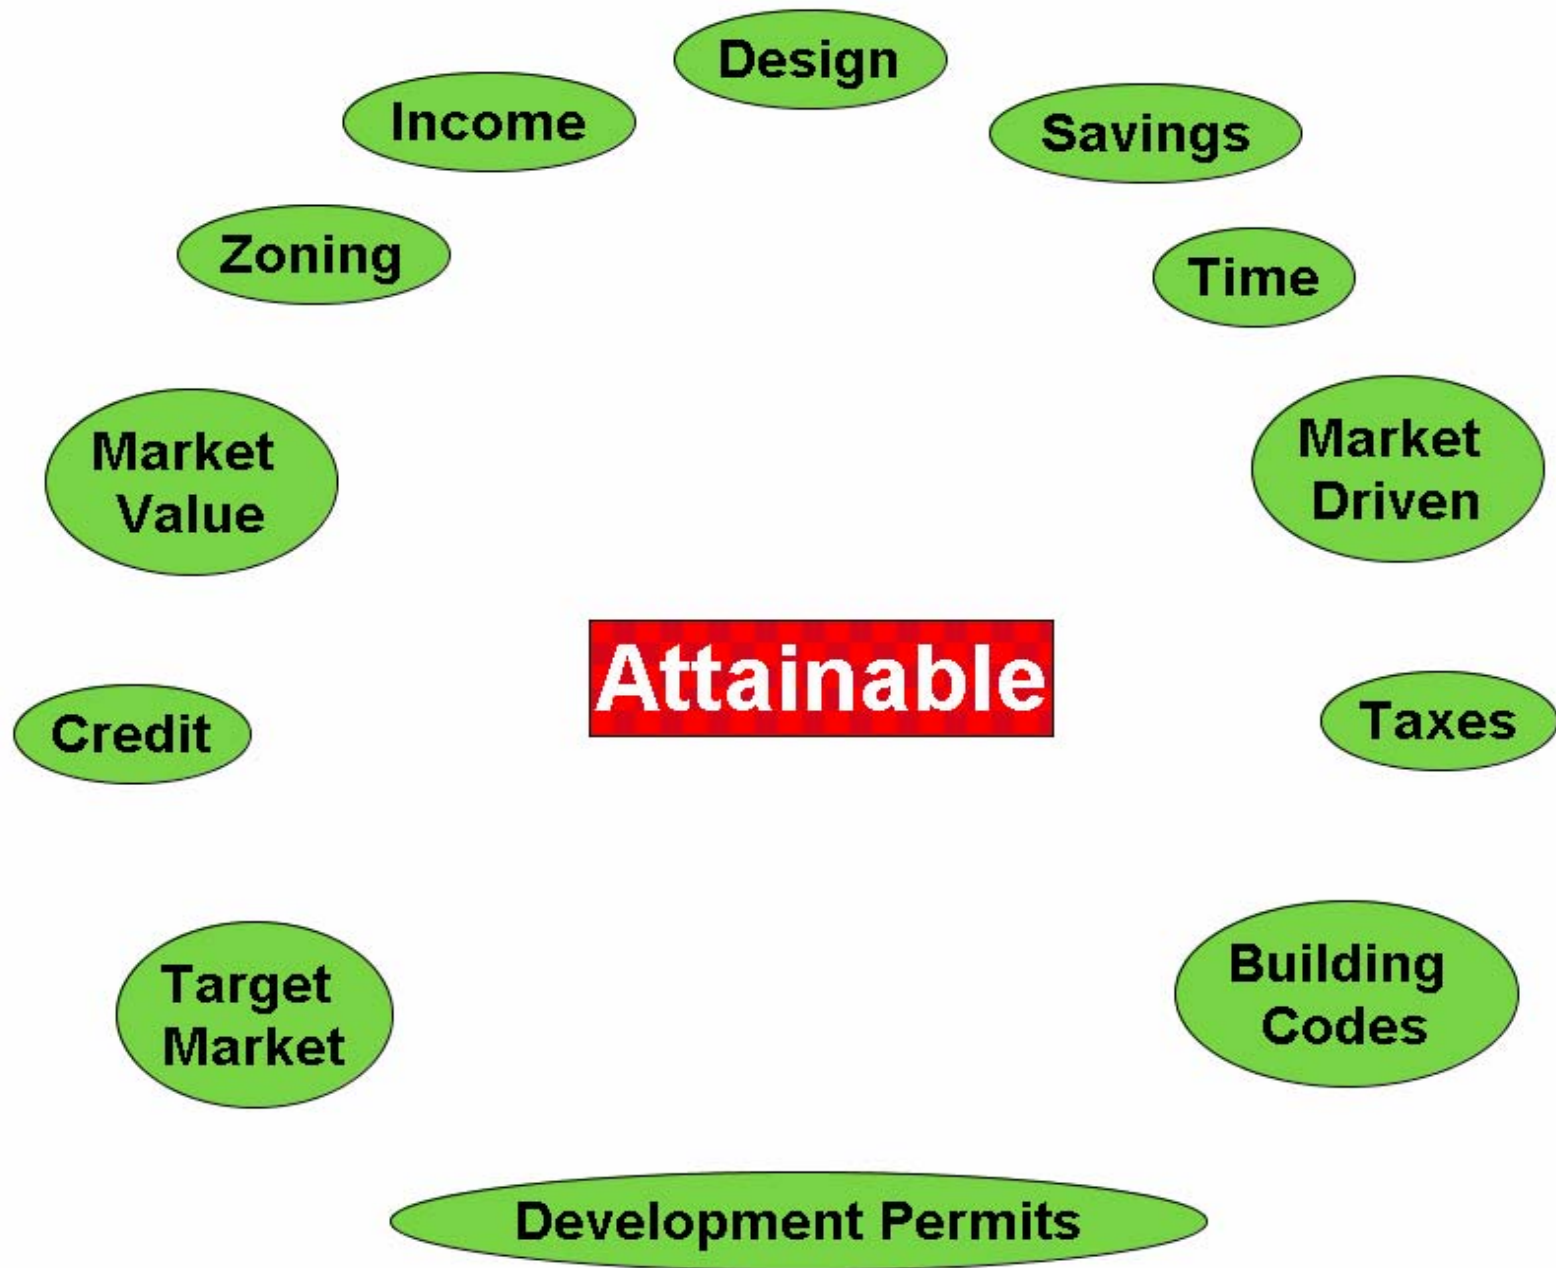 Design
Income
Savings
Zoning
Time
Market
Value
Market
Driven
Attainable
Credit
Taxes
Target
Market
Building
Codes
Development Permits